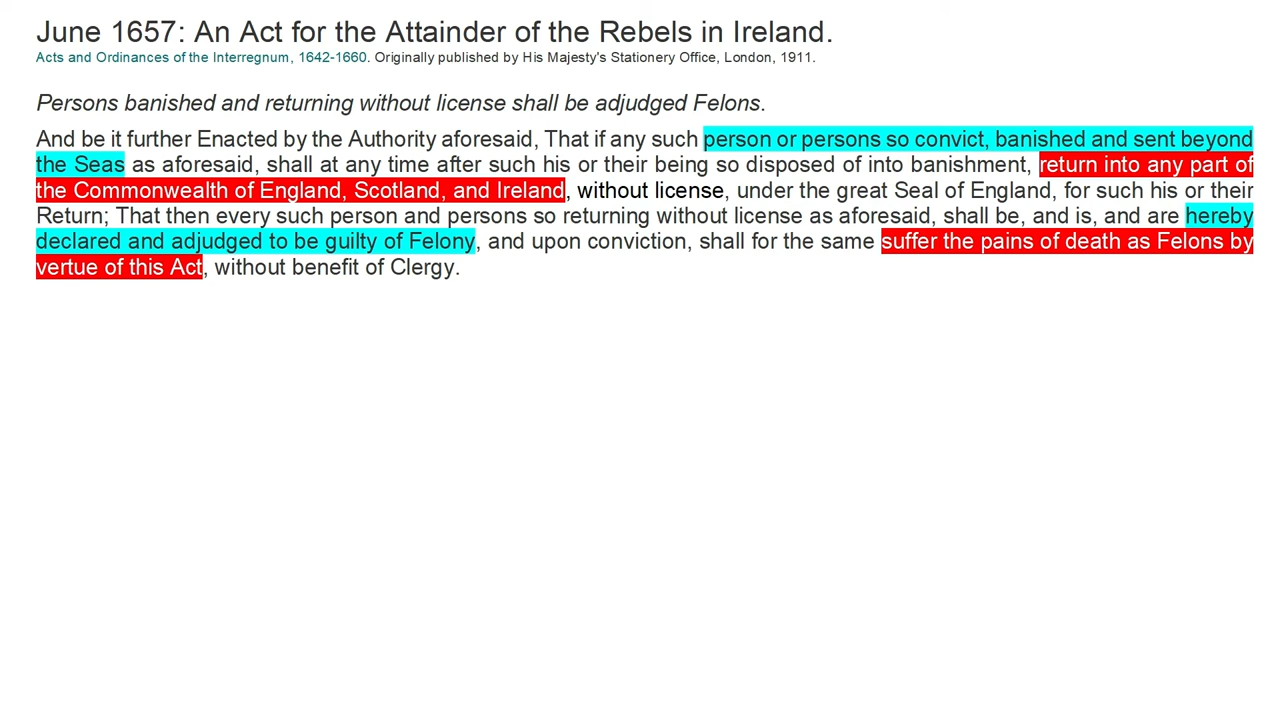 June 1657: An Act for the Attainder of the Rebels in Ireland.
Acts and Ordinances of the Interregnum, 1642-1660. Originally published by His Majesty's Stationery Office, London, 1911.
Persons banished and returning without license shall be adjudged Felons.
And be it further Enacted by the Authority aforesaid, That if any such person or persons so convict, banished and sent beyond
the Seas as aforesaid, shall at any time after such his or their being so disposed of into banishment, return into any part of
the Commonwealth of England, Scotland, and Ireland, without license, under the great Seal of England, for such his or their
Return; That then every such person and persons so returning without license as aforesaid, shall be, and is, and are hereby
declared and adjudged to be guilty of Felony, and upon conviction, shall for the same suffer the pains of death as Felons by
vertue of this Act, without benefit of Clergy.